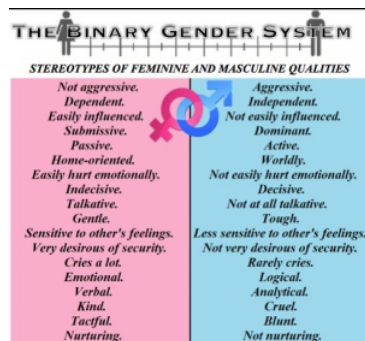 THE BINARY GENDER SYSTEM
STEREOTYPES OF FEMININE AND MASCULINE QUALITIES
Not aggressive.
Dependent.
Easily influenced.
Submissive.
Passive.
Home-oriented.
Easily hurt emotionally.
Indecisive.
Talkative.
Gentle.
Sensitive to other's feelings.
Very desirous of security.
Cries a lot.
Emotional.
Verbal.
Kind.
Tactful.
Nurturing.
Aggressive.
Independent.
Not easily influenced.
Dominant.
Active.
Worldly.
Not easily hurt emotionally.
Decisive.
Not at all talkative.
Tough.
Less sensitive to other's feelings.
Not very desirous of security.
Rarely cries.
Logical.
Analytical.
Cruel.
Blunt.
Not nurturing.